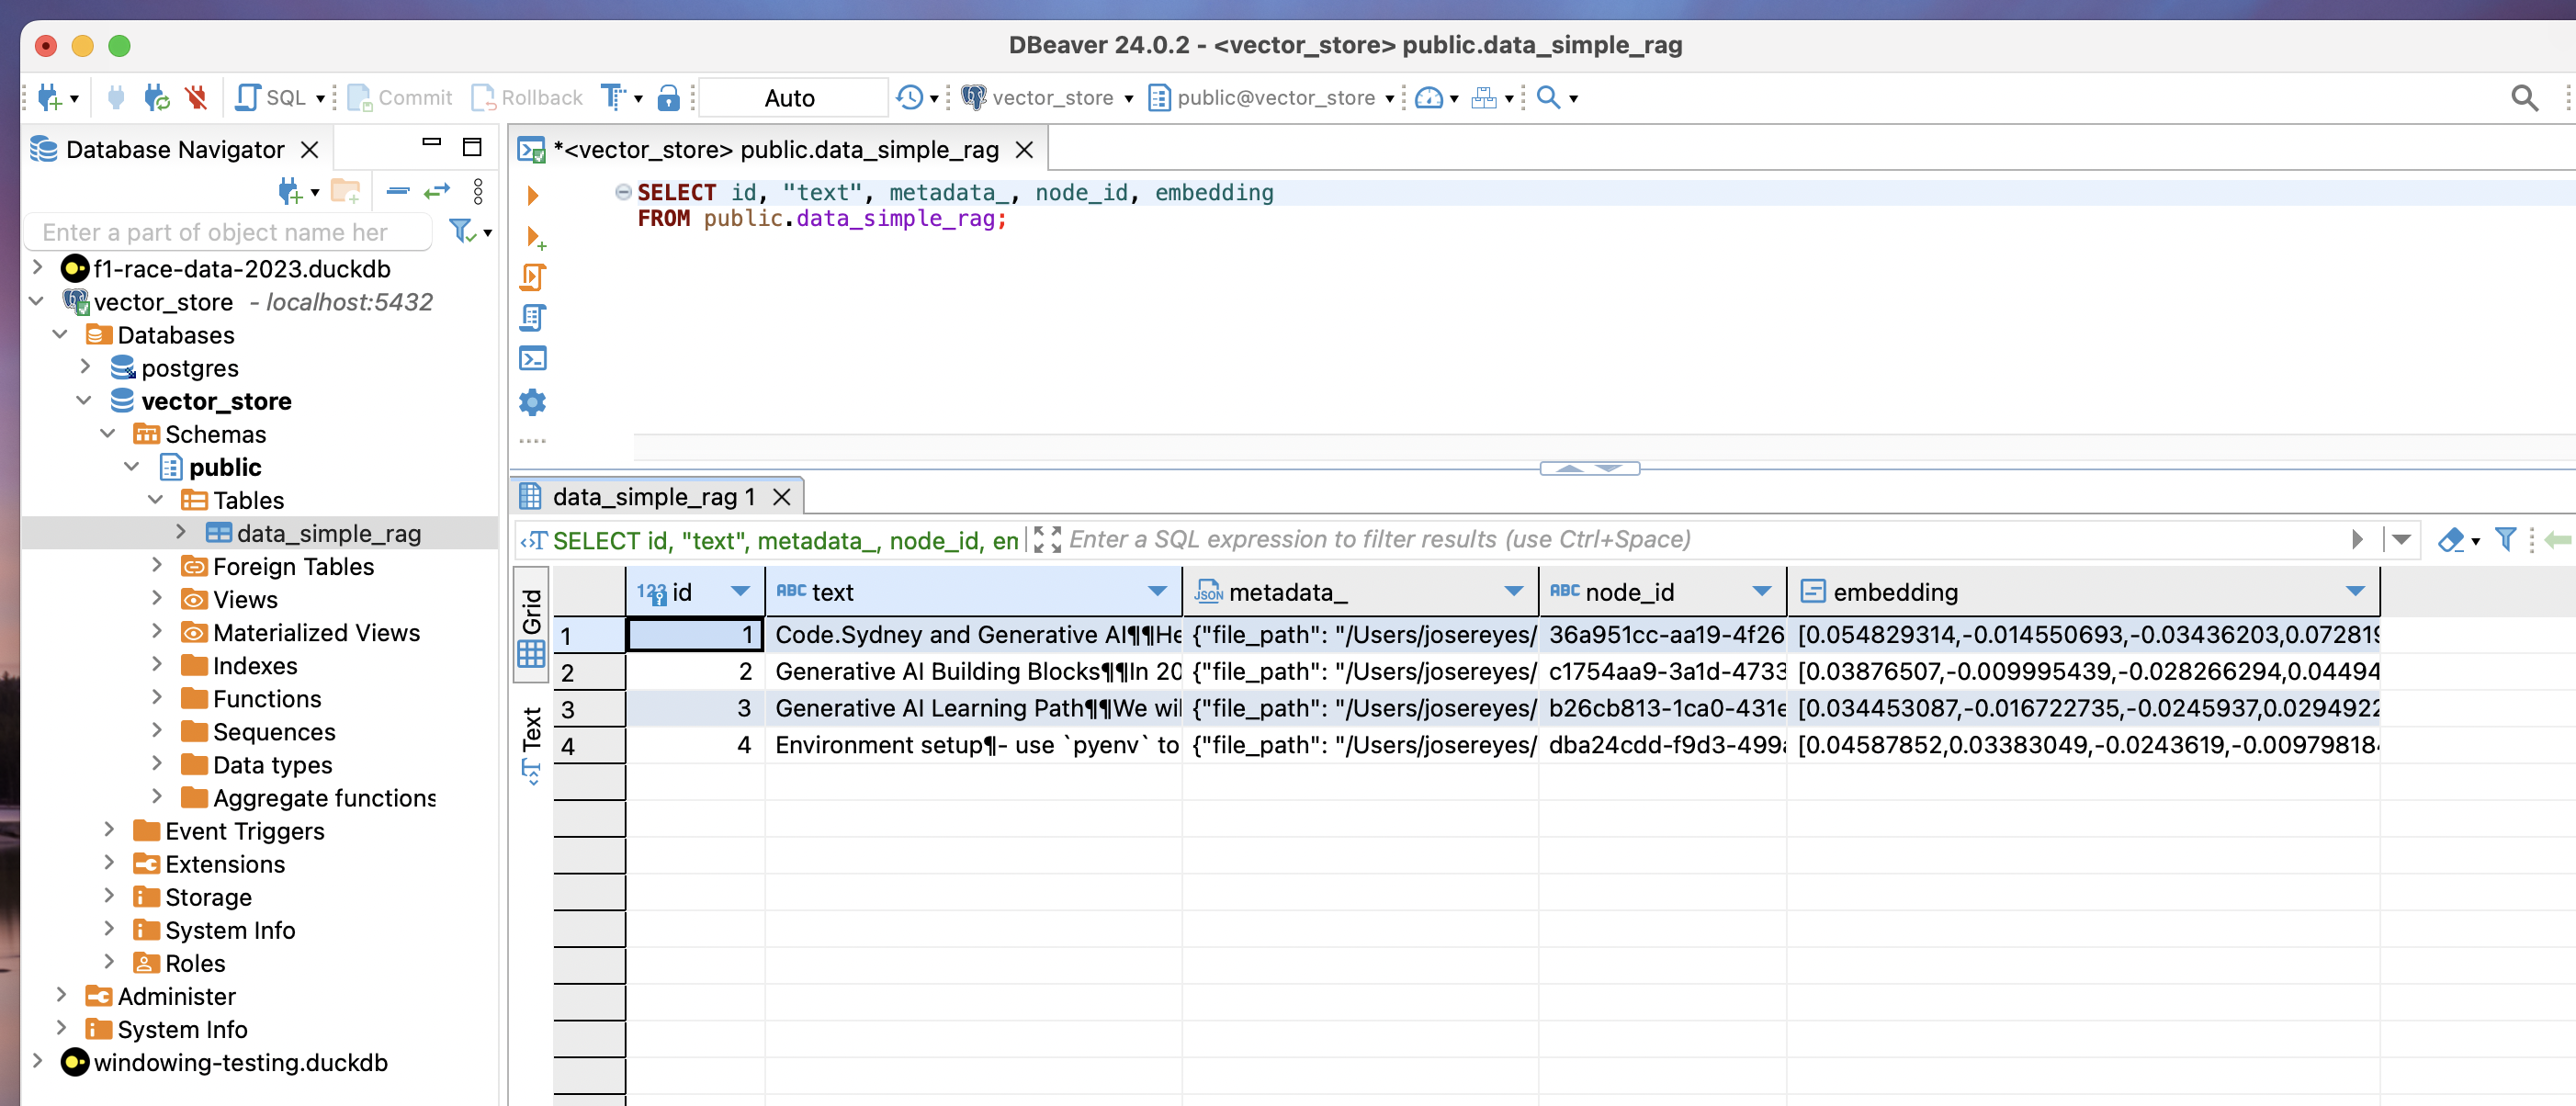 DBeaver 24.0.2 - <vector_store> public.data_simple_rag
SQL Commit Rollback Auto vector_store public@vector_store
Database Navigator
*<vector_store> public.data_simple_rag
Enter a part of object name her
f1-race-data-2023.duckdb
vector_store - localhost:5432
Databases
postgres
vector_store
Schemas
public
Tables
data_simple_rag
Foreign Tables
Views
Materialized Views
Indexes
Functions
Sequences
Data types
Aggregate functions
Event Triggers
Extensions
Storage
System Info
Roles
Administer
System Info
windowing-testing.duckdb
SELECT id, "text", metadata_, node_id, embedding
FROM public.data_simple_rag;
data_simple_rag 1
SELECT id, "text", metadata_, node_id, en Enter a SQL expression to filter results (use Ctrl+Space)
Grid
Text
123 id ABC text JSON metadata_ ABC node_id embedding
1 1 Code.Sydney and Generative AI¶¶He {"file_path": "/Users/josereyes/ 36a951cc-aa19-4f26 [0.054829314,-0.014550693,-0.03436203,0.072819
2 2 Generative AI Building Blocks¶¶In 20 {"file_path": "/Users/josereyes/ c1754aa9-3a1d-4733 [0.03876507,-0.009995439,-0.028266294,0.04494
3 3 Generative AI Learning Path¶¶We wil {"file_path": "/Users/josereyes/ b26cb813-1ca0-431e [0.034453087,-0.016722735,-0.0245937,0.0294922
4 4 Environment setup¶- use `pyenv` to {"file_path": "/Users/josereyes/ dba24cdd-f9d3-499a [0.04587852,0.03383049,-0.0243619,-0.00979818